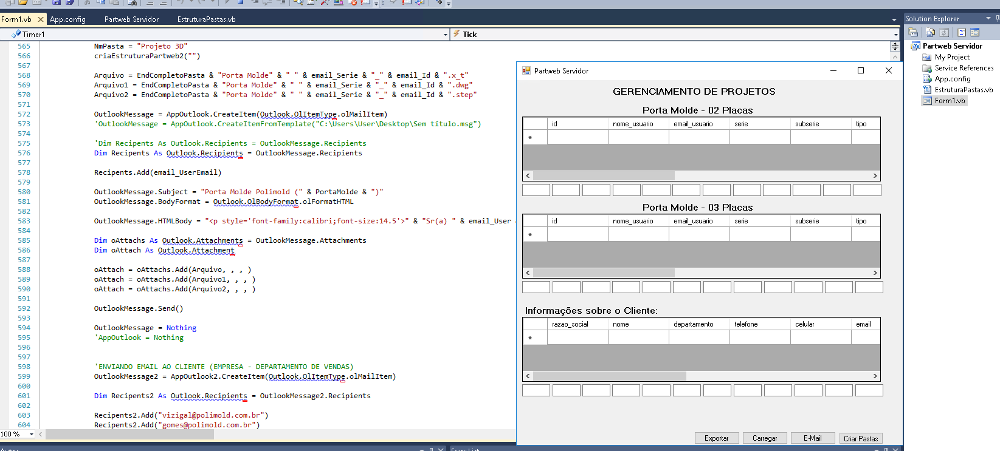 Form1.vb
App.config
Partweb Servidor
EstruturaPastas.vb
Timer1
Tick
565 NmPasta = "Projeto 3D"
566 criaEstruturaPartweb2("")
567
568 Arquivo = EndCompletoPasta & "Porta Molde" & " " & email_Serie & "_" & email_Id & ".x_t"
569 Arquivo1 = EndCompletoPasta & "Porta Molde" & " " & email_Serie & "_" & email_Id & ".dwg"
570 Arquivo2 = EndCompletoPasta & "Porta Molde" & " " & email_Serie & "_" & email_Id & ".step"
571
572 OutlookMessage = AppOutlook.CreateItem(Outlook.OlItemType.olMailItem)
573 'OutlookMessage = AppOutlook.CreateItemFromTemplate("C:\Users\User\Desktop\Sem título.msg")
574
575 'Dim Recipents As Outlook.Recipients = OutlookMessage.Recipients
576 Dim Recipents As Outlook.Recipients = OutlookMessage.Recipients
577
578 Recipents.Add(email_UserEmail)
579
580 OutlookMessage.Subject = "Porta Molde Polimold (" & PortaMolde & ")"
581 OutlookMessage.BodyFormat = Outlook.OlBodyFormat.olFormatHTML
582
583 OutlookMessage.HTMLBody = "<p style='font-family:calibri;font-size:14.5'>" & "Sr(a) " & email_User
584
585 Dim oAttachs As Outlook.Attachments = OutlookMessage.Attachments
586 Dim oAttach As Outlook.Attachment
587
588 oAttach = oAttachs.Add(Arquivo, , , )
589 oAttach = oAttachs.Add(Arquivo1, , , )
590 oAttach = oAttachs.Add(Arquivo2, , , )
591
592 OutlookMessage.Send()
593
594 OutlookMessage = Nothing
595 'AppOutlook = Nothing
596
597
598 'ENVIANDO EMAIL AO CLIENTE (EMPRESA - DEPARTAMENTO DE VENDAS)
599 OutlookMessage2 = AppOutlook2.CreateItem(Outlook.OlItemType.olMailItem)
600
601 Dim Recipents2 As Outlook.Recipients = OutlookMessage2.Recipients
602
603 Recipents2.Add("vizigal@polimold.com.br")
604 Recipents2.Add("gomes@polimold.com.br")
100 %
Partweb Servidor
GERENCIAMENTO DE PROJETOS
Porta Molde - 02 Placas
id nome_usuario email_usuario serie subserie tipo
*
Porta Molde - 03 Placas
id nome_usuario email_usuario serie subserie tipo
*
Informações sobre o Cliente:
razao_social nome departamento telefone celular email
*
Exportar Carregar E-Mail Criar Pastas
Solution Explorer
Partweb Servidor
My Project
Service References
App.config
EstruturaPastas.vb
Form1.vb